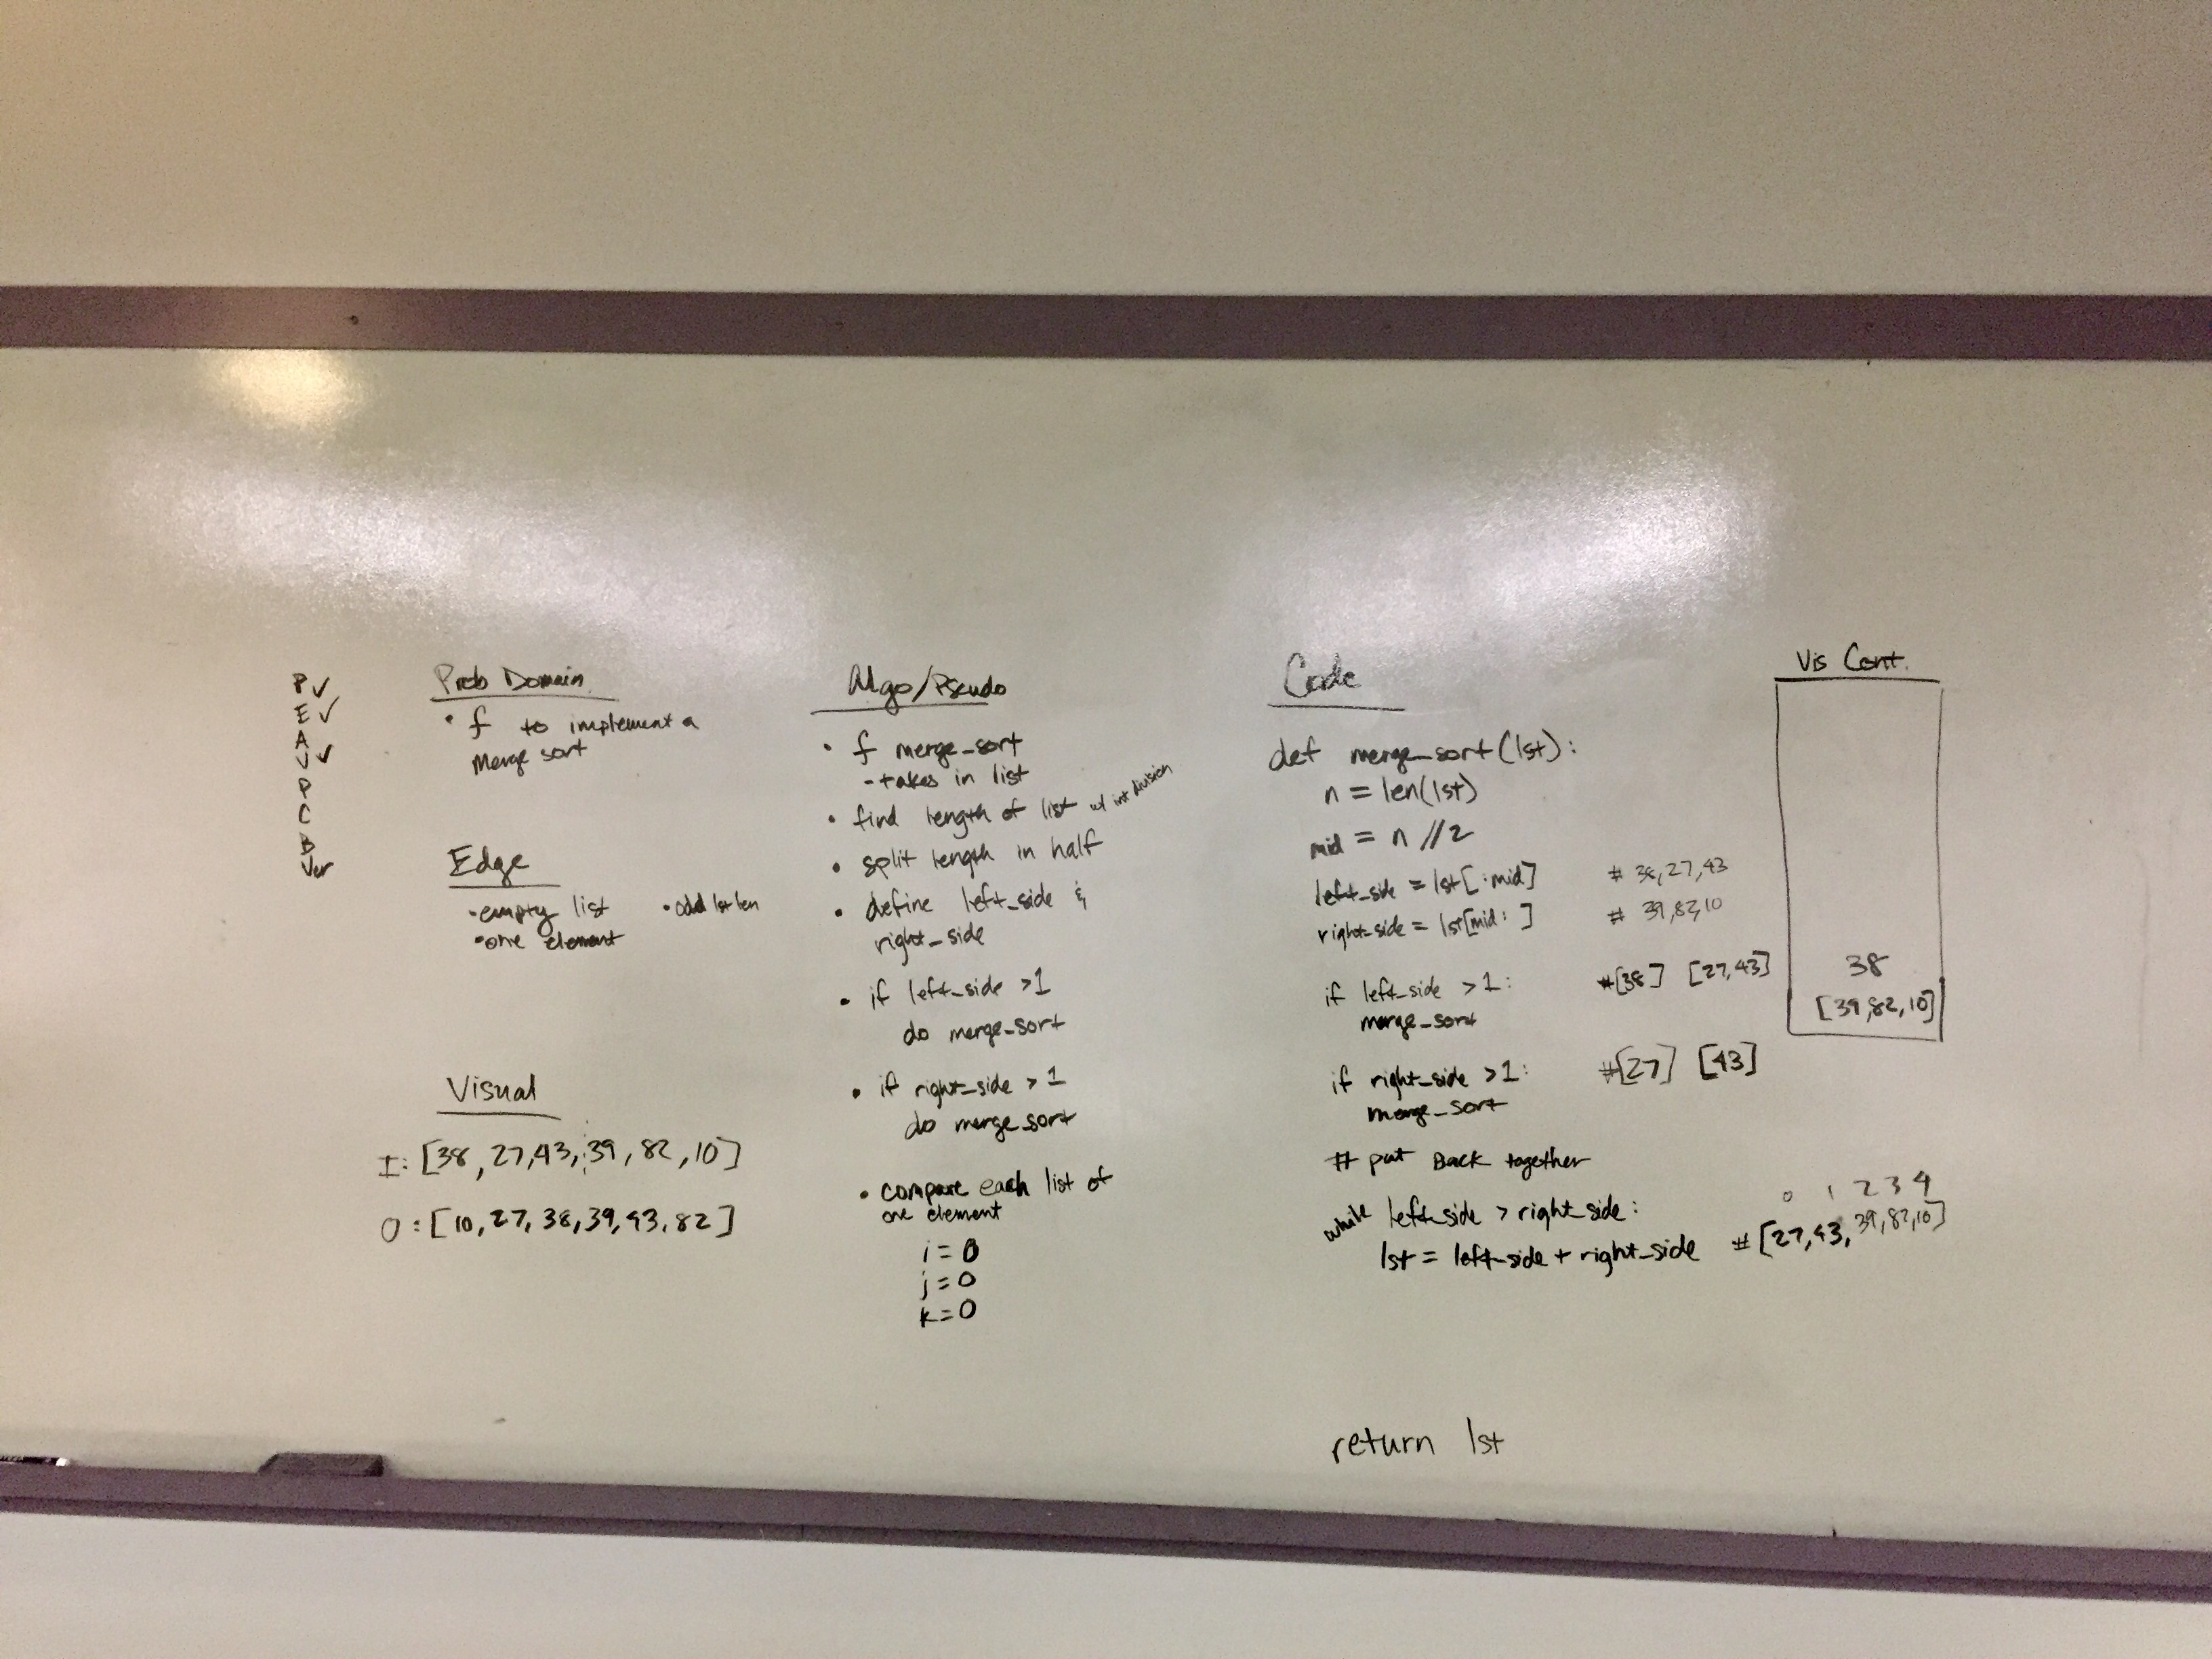 P ✓
E ✓
A
V ✓
P
C
B
Ver
Prob Domain
• f to implement a
Merge sort
Edge
• empty list • odd lst len
• one element
Visual
I: [38, 27, 43, 39, 82, 10]
O: [10, 27, 38, 39, 43, 82]
Algo/Pseudo
• f merge_sort
- takes in list
• find length of list w/ int division
• split length in half
• define left_side &
right_side
• if left_side >1
do merge_sort
• if right_side >1
do merge_sort
• compare each list of
one element
i = 0
j = 0
k = 0
Code
def merge_sort(lst):
n = len(lst)
mid = n //2
left_side = lst[:mid] # 38, 27, 43
right_side = lst[mid: ] # 39, 82, 10
if left_side >1: #[38] [27,43]
merge_sort
if right_side >1: #[27] [43]
merge_sort
# put Back together
while left_side > right_side: 0 1 2 3 4
lst = left_side + right_side # [27, 43, 39, 82, 10]
return lst
Vis Cont.
38
[39, 82, 10]